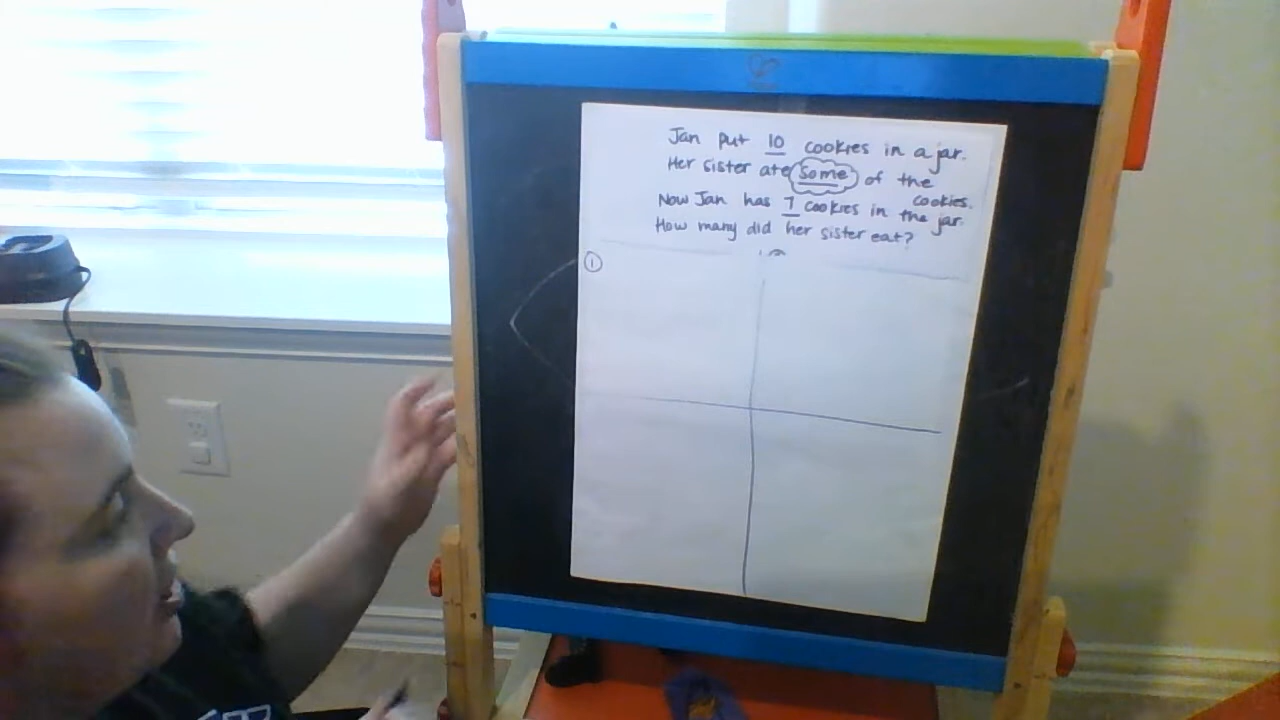 Jan put 10 cookies in a jar.
Her sister ate some of the
cookies.
Now Jan has 7 cookies in the jar.
How many did her sister eat?
1